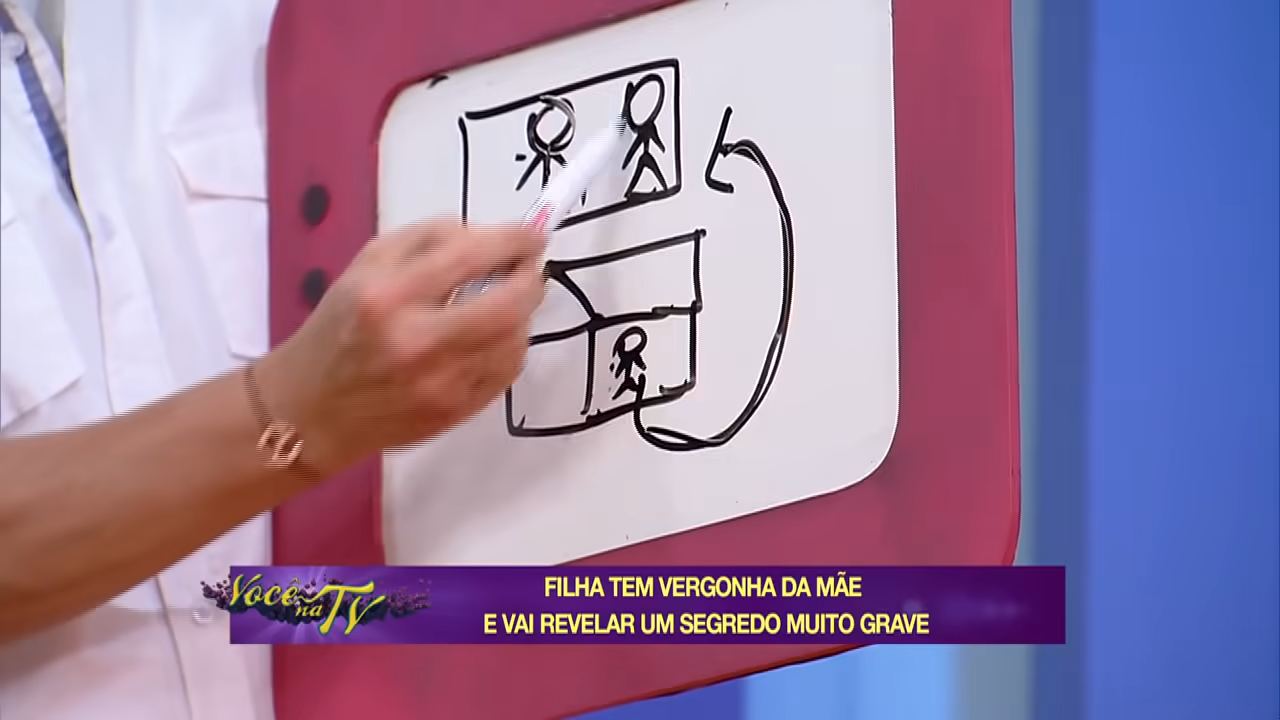 Você na TV
FILHA TEM VERGONHA DA MÃE
E VAI REVELAR UM SEGREDO MUITO GRAVE